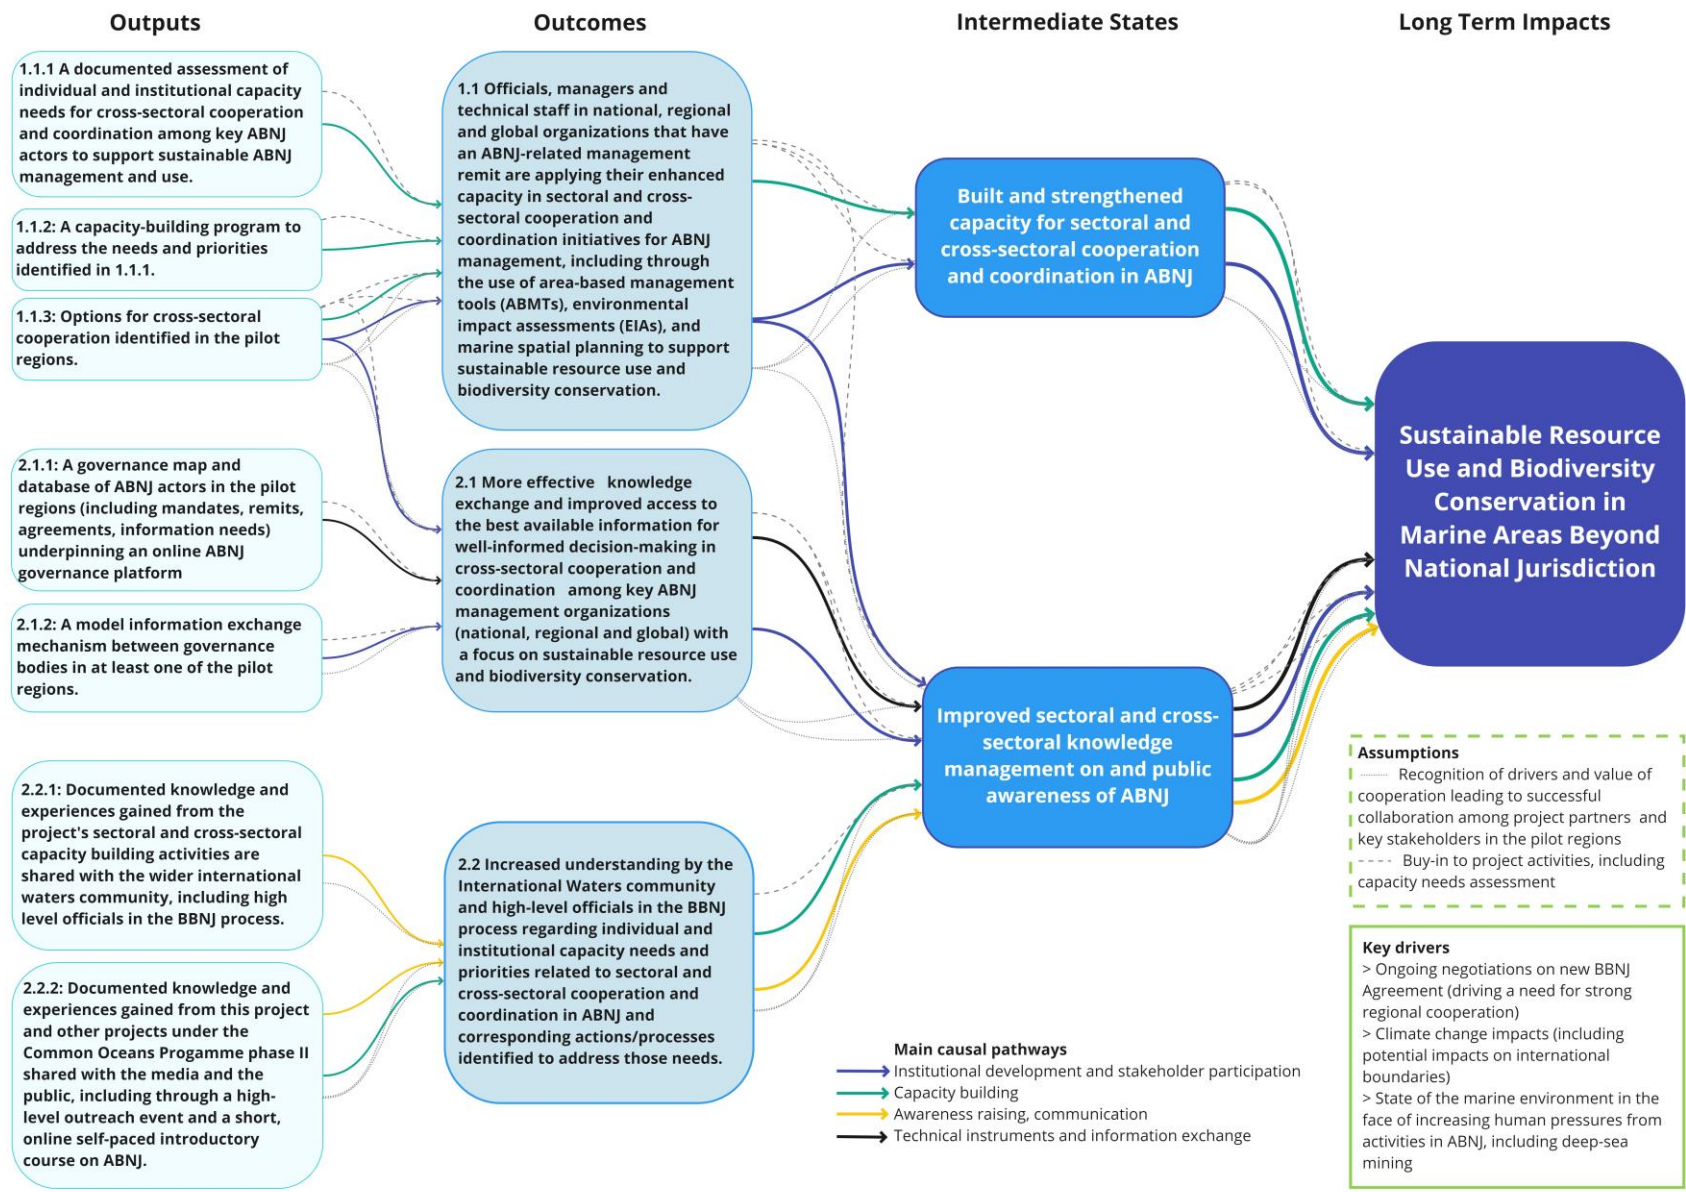 Outputs
Outcomes
Intermediate States
Long Term Impacts
1.1.1 A documented assessment of
individual and institutional capacity
needs for cross-sectoral cooperation
and coordination among key ABNJ
actors to support sustainable ABNJ
management and use.
1.1.2: A capacity-building program to
address the needs and priorities
identified in 1.1.1.
1.1.3: Options for cross-sectoral
cooperation identified in the pilot
regions.
2.1.1: A governance map and
database of ABNJ actors in the pilot
regions (including mandates, remits,
agreements, information needs)
underpinning an online ABNJ
governance platform
2.1.2: A model information exchange
mechanism between governance
bodies in at least one of the pilot
regions.
2.2.1: Documented knowledge and
experiences gained from the
project's sectoral and cross-sectoral
capacity building activities are
shared with the wider international
waters community, including high
level officials in the BBNJ process.
2.2.2: Documented knowledge and
experiences gained from this project
and other projects under the
Common Oceans Progamme phase II
shared with the media and the
public, including through a high-
level outreach event and a short,
online self-paced introductory
course on ABNJ.
1.1 Officials, managers and
technical staff in national, regional
and global organizations that have
an ABNJ-related management
remit are applying their enhanced
capacity in sectoral and cross-
sectoral cooperation and
coordination initiatives for ABNJ
management, including through
the use of area-based management
tools (ABMTs), environmental
impact assessments (EIAs), and
marine spatial planning to support
sustainable resource use and
biodiversity conservation.
2.1 More effective knowledge
exchange and improved access to
the best available information for
well-informed decision-making in
cross-sectoral cooperation and
coordination among key ABNJ
management organizations
(national, regional and global) with
a focus on sustainable resource use
and biodiversity conservation.
2.2 Increased understanding by the
International Waters community
and high-level officials in the BBNJ
process regarding individual and
institutional capacity needs and
priorities related to sectoral and
cross-sectoral cooperation and
coordination in ABNJ and
corresponding actions/processes
identified to address those needs.
Built and strengthened
capacity for sectoral and
cross-sectoral cooperation
and coordination in ABNJ
Improved sectoral and cross-
sectoral knowledge
management on and public
awareness of ABNJ
Sustainable Resource
Use and Biodiversity
Conservation in
Marine Areas Beyond
National Jurisdiction
Main causal pathways
Institutional development and stakeholder participation
Capacity building
Awareness raising, communication
Technical instruments and information exchange
Assumptions
Recognition of drivers and value of
cooperation leading to successful
collaboration among project partners and
key stakeholders in the pilot regions
Buy-in to project activities, including
capacity needs assessment
Key drivers
> Ongoing negotiations on new BBNJ
Agreement (driving a need for strong
regional cooperation)
> Climate change impacts (including
potential impacts on international
boundaries)
> State of the marine environment in the
face of increasing human pressures from
activities in ABNJ, including deep-sea
mining